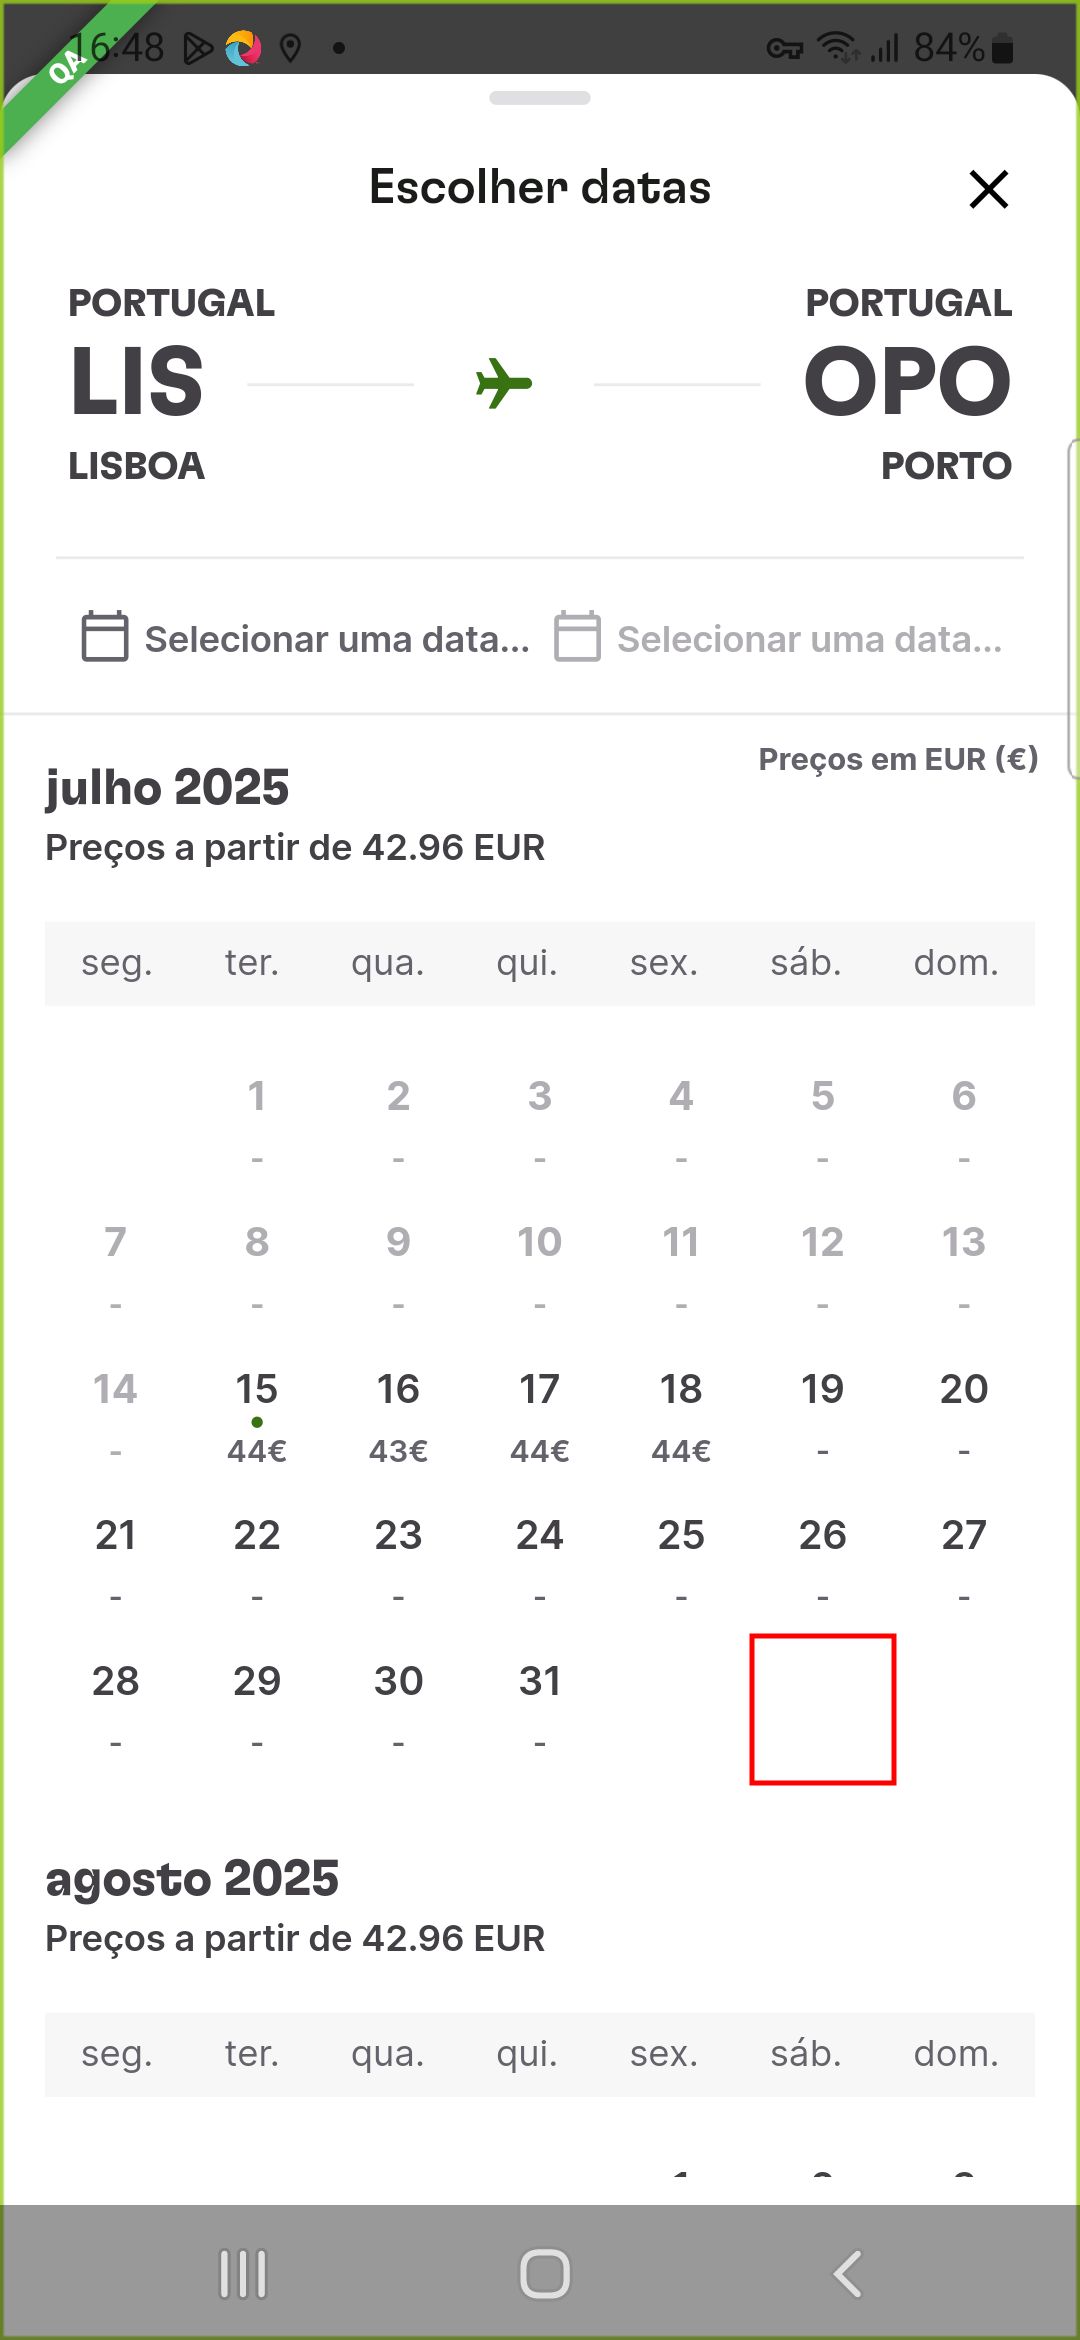 16:48 84%
QA
Escolher datas
PORTUGAL PORTUGAL
LIS OPO
LISBOA PORTO
Selecionar uma data... Selecionar uma data...
Preços em EUR (€)
julho 2025
Preços a partir de 42.96 EUR
seg. ter. qua. qui. sex. sáb. dom.
1 2 3 4 5 6
- - - - - -
7 8 9 10 11 12 13
- - - - - - -
14 15 16 17 18 19 20
- 44€ 43€ 44€ 44€ - -
21 22 23 24 25 26 27
- - - - - - -
28 29 30 31
- - - -
agosto 2025
Preços a partir de 42.96 EUR
seg. ter. qua. qui. sex. sáb. dom.